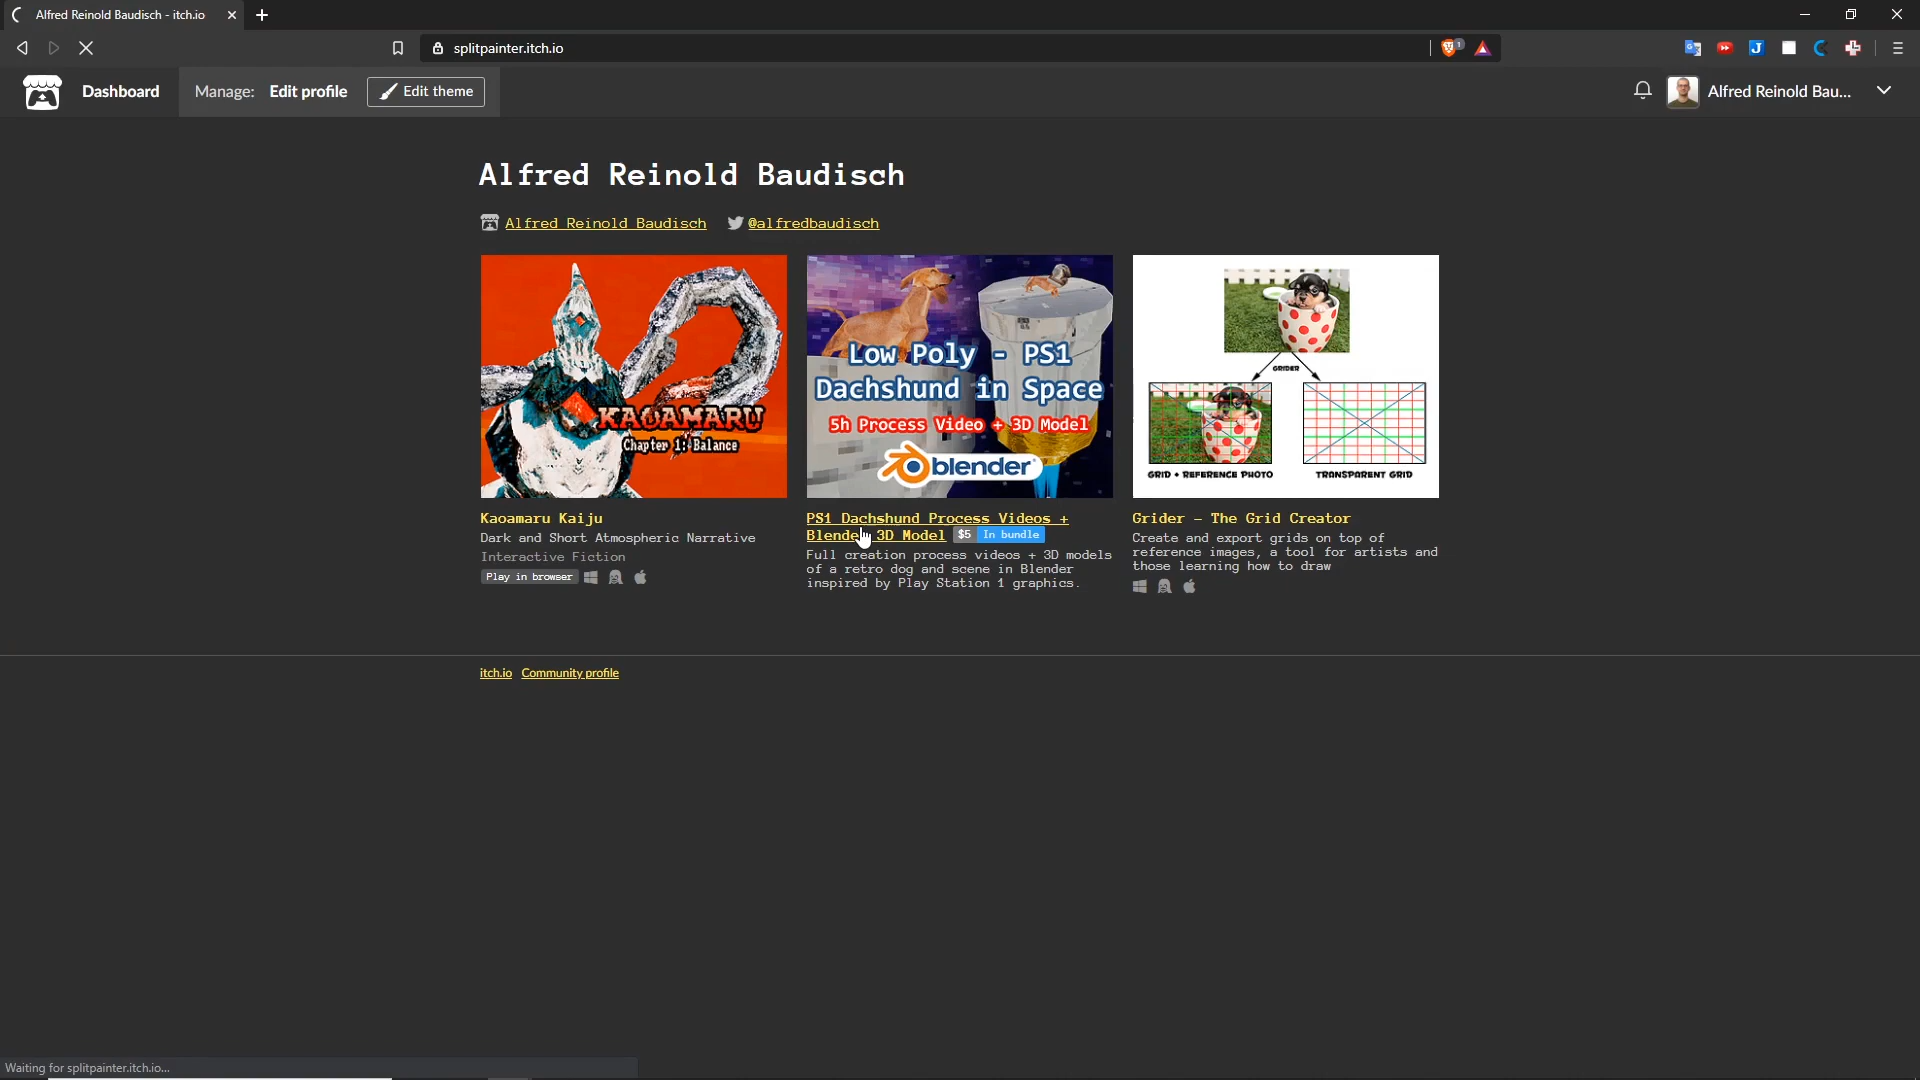 Alfred Reinold Baudisch - itch.io
splitpainter.itch.io
1
J
Dashboard
Manage: Edit profile Edit theme
Alfred Reinold Bau...
Alfred Reinold Baudisch
Alfred Reinold Baudisch @alfredbaudisch
KAOAMARU
Chapter 1: Balance
Low Poly - PS1
Dachshund in Space
5h Process Video + 3D Model
blender
GRIDER
GRID + REFERENCE PHOTO TRANSPARENT GRID
Kaoamaru Kaiju
Dark and Short Atmospheric Narrative
Interactive Fiction
Play in browser
PS1 Dachshund Process Videos +
Blender 3D Model $5 In bundle
Full creation process videos + 3D models
of a retro dog and scene in Blender
inspired by Play Station 1 graphics.
Grider - The Grid Creator
Create and export grids on top of
reference images, a tool for artists and
those learning how to draw
itch.io Community profile
Waiting for splitpainter.itch.io...